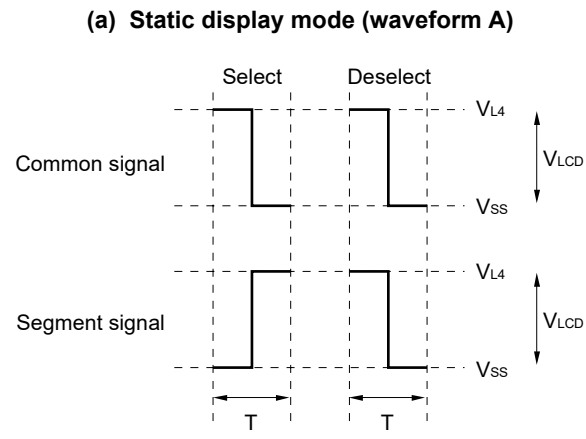 (a) Static display mode (waveform A)
Select Deselect
VL4
Common signal
VLCD
VSS
VL4
Segment signal
VLCD
VSS
T T